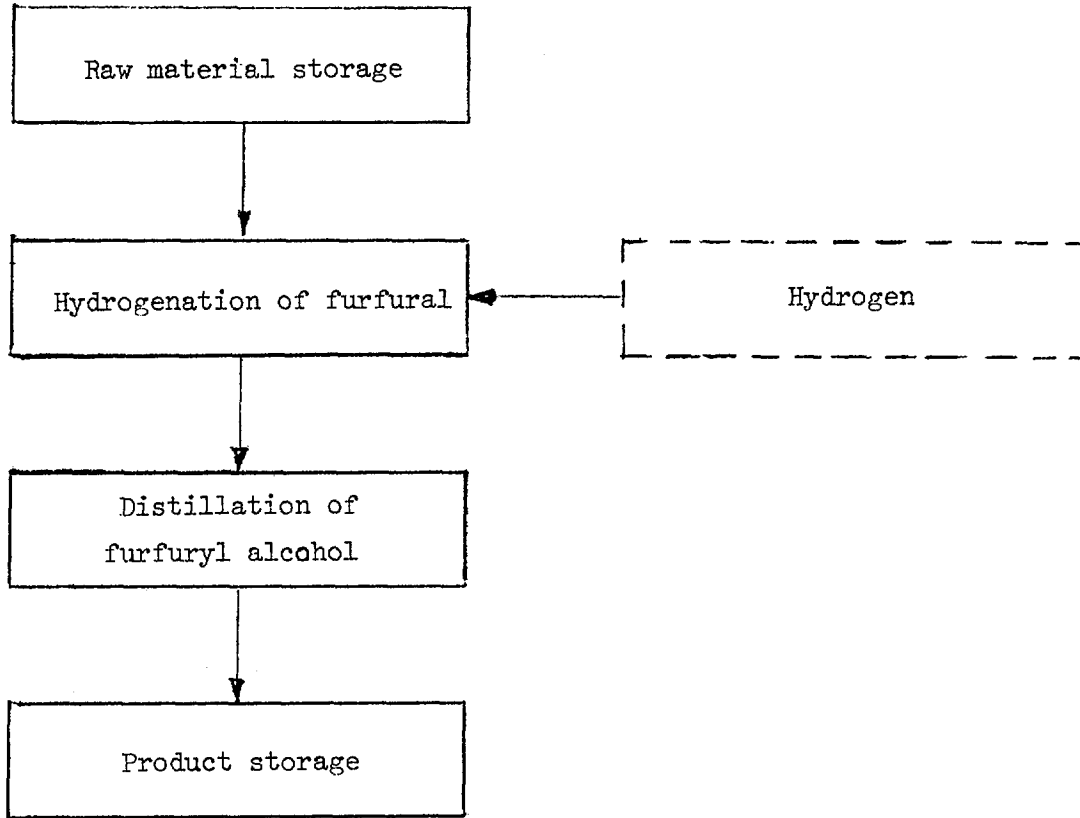 Raw material storage
Hydrogenation of furfural
Hydrogen
Distillation of
furfuryl alcohol
Product storage